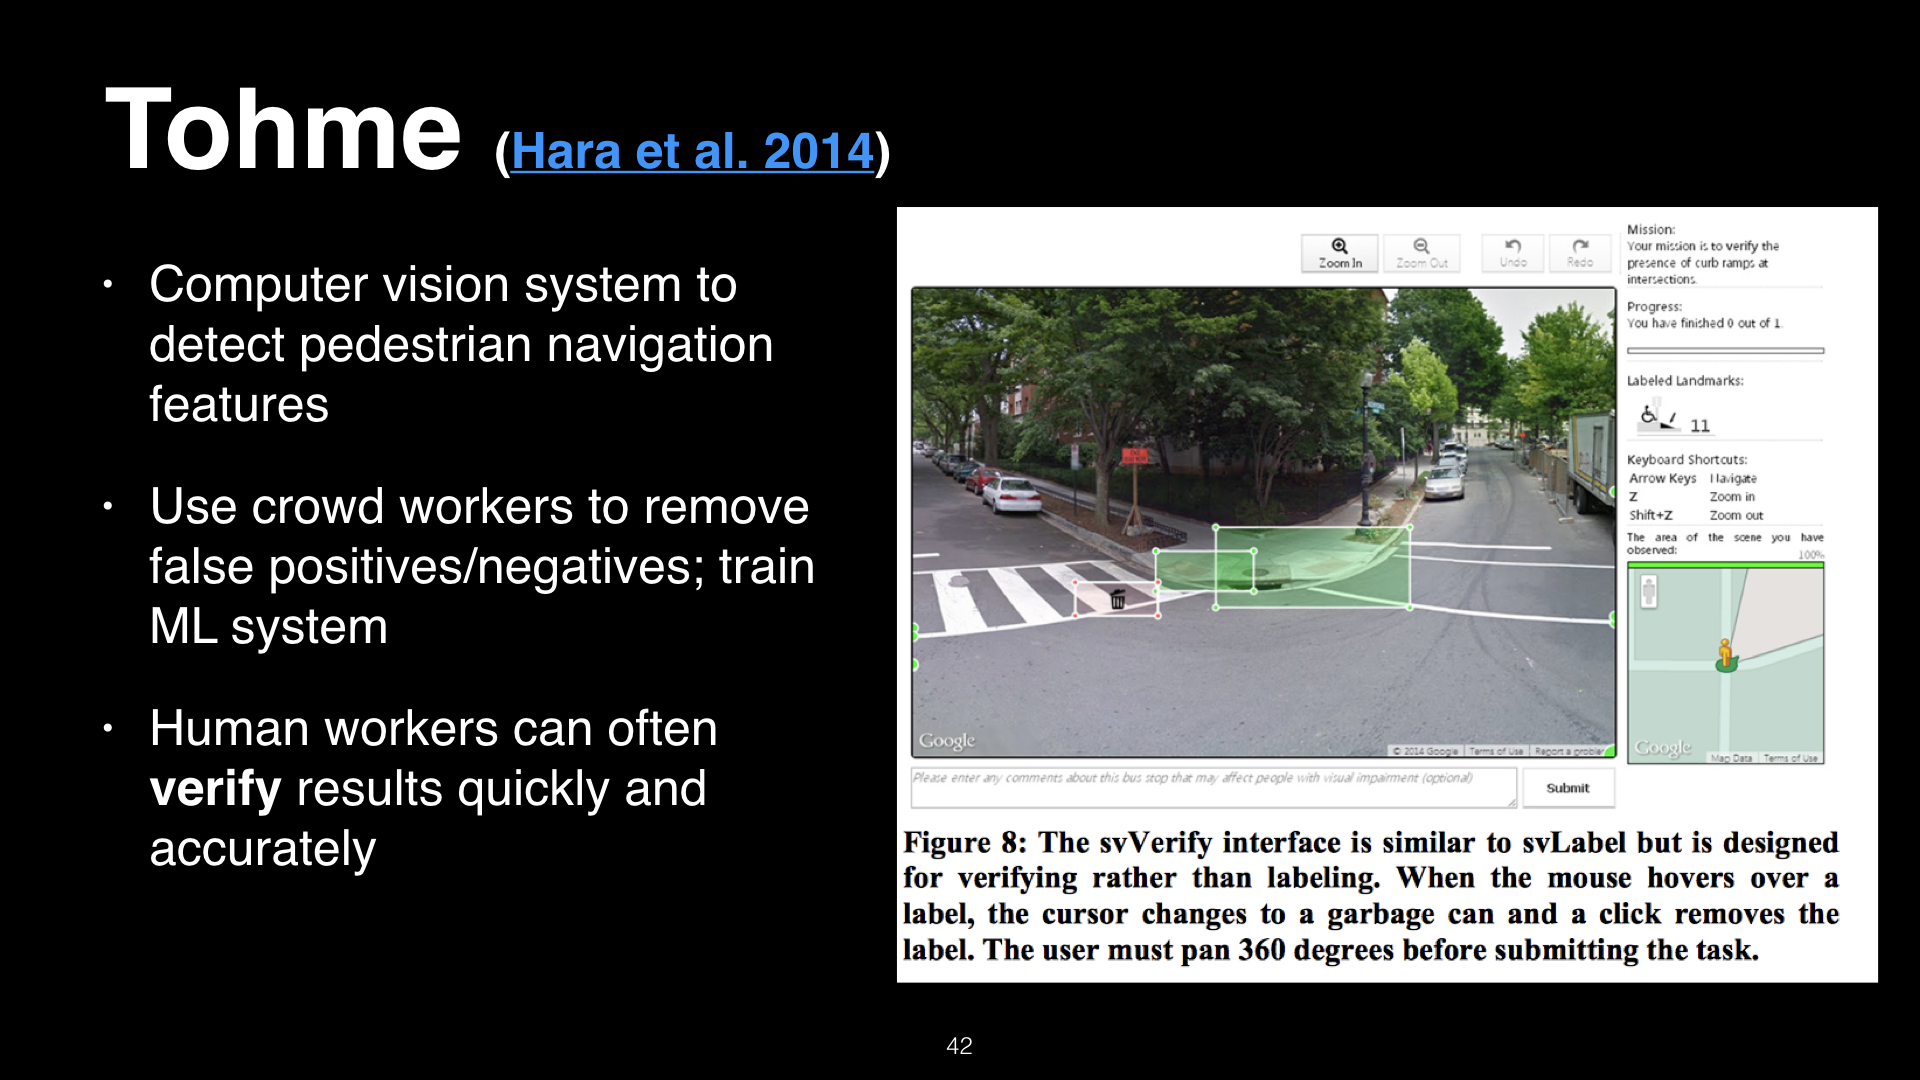 Tohme (Hara et al. 2014)
• Computer vision system to
detect pedestrian navigation
features
• Use crowd workers to remove
false positives/negatives; train
ML system
• Human workers can often
verify results quickly and
accurately
Zoom In
Zoom Out
Undo
Redo
Mission:
Your mission is to verify the
presence of curb ramps at
intersections.
Progress:
You have finished 0 out of 1.
Labeled Landmarks:
11
Keyboard Shortcuts:
Arrow Keys Navigate
Z Zoom in
Shift+Z Zoom out
The area of the scene you have
observed:
100%
Google
© 2014 Google Terms of Use Report a problem
Google
Map Data Terms of Use
Please enter any comments about this bus stop that may affect people with visual impairment (optional)
Submit
Figure 8: The svVerify interface is similar to svLabel but is designed
for verifying rather than labeling. When the mouse hovers over a
label, the cursor changes to a garbage can and a click removes the
label. The user must pan 360 degrees before submitting the task.
42